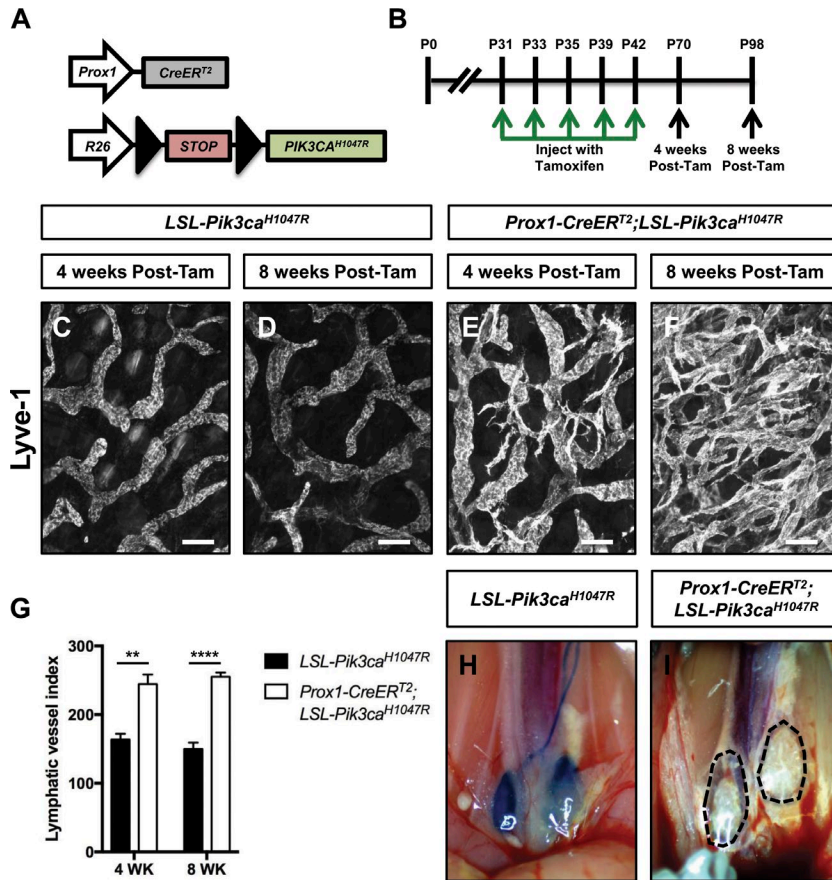 A
Prox1
CreER^T2
R26
STOP
PIK3CA^H1047R
B
P0 P31 P33 P35 P39 P42 P70 P98
Inject with
Tamoxifen
4 weeks
Post-Tam
8 weeks
Post-Tam
LSL-Pik3ca^H1047R
Prox1-CreER^T2;LSL-Pik3ca^H1047R
4 weeks Post-Tam
8 weeks Post-Tam
4 weeks Post-Tam
8 weeks Post-Tam
Lyve-1
C
D
E
F
G
Lymphatic vessel index
300
200
100
0
**
****
4 WK
8 WK
LSL-Pik3ca^H1047R
Prox1-CreER^T2;
LSL-Pik3ca^H1047R
LSL-Pik3ca^H1047R
Prox1-CreER^T2;
LSL-Pik3ca^H1047R
H
I